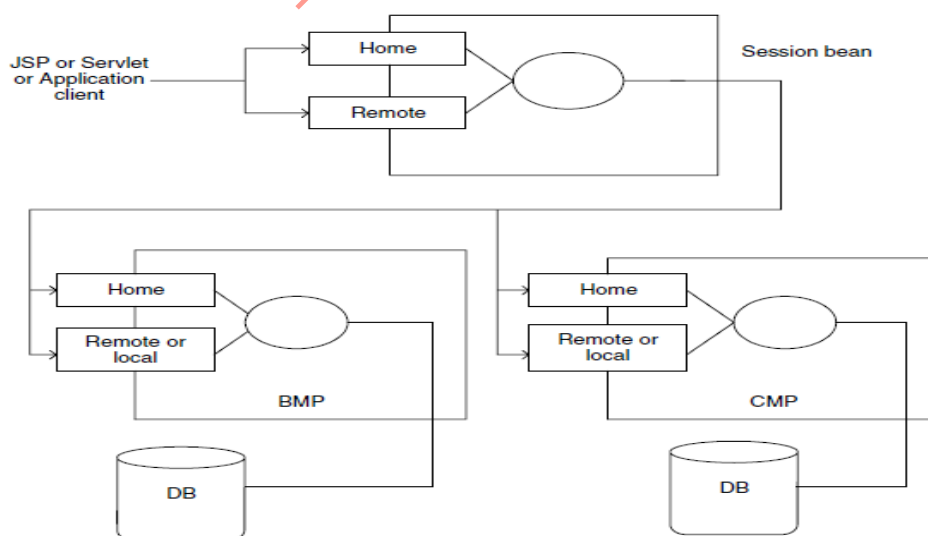 Home
Session bean
JSP or Servlet
or Application
client
Remote
Home
Remote or
local
BMP
Home
Remote or
local
CMP
DB
DB